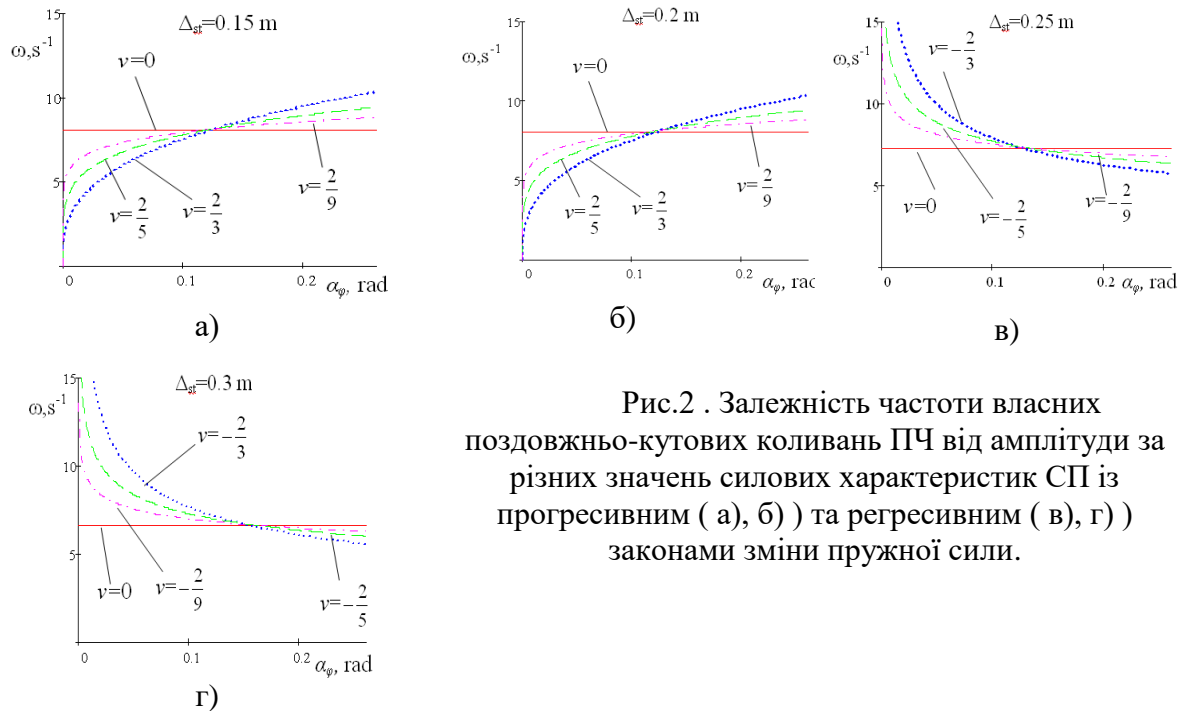 Δst=0.15 m
15
ω,s⁻¹
ν=0
10
5
ν=2/5
ν=2/3
ν=2/9
0
0.1
0.2
αφ, rad
а)
Δst=0.2 m
15
ω,s⁻¹
ν=0
10
5
ν=2/5
ν=2/3
ν=2/9
0
0.1
0.2
αφ, rad
б)
Δst=0.25 m
15
ω,s⁻¹
ν=−2/3
10
5
ν=0
ν=−2/5
ν=−2/9
0
0.1
0.2 αφ, rad
в)
Δst=0.3 m
15
ω,s⁻¹
ν=−2/3
10
5
ν=0
ν=−2/9
ν=−2/5
0
0.1
0.2 αφ, rad
г)
Рис.2 . Залежність частоти власних
поздовжньо-кутових коливань ПЧ від амплітуди за
різних значень силових характеристик СП із
прогресивним ( а), б) ) та регресивним ( в), г) )
законами зміни пружної сили.